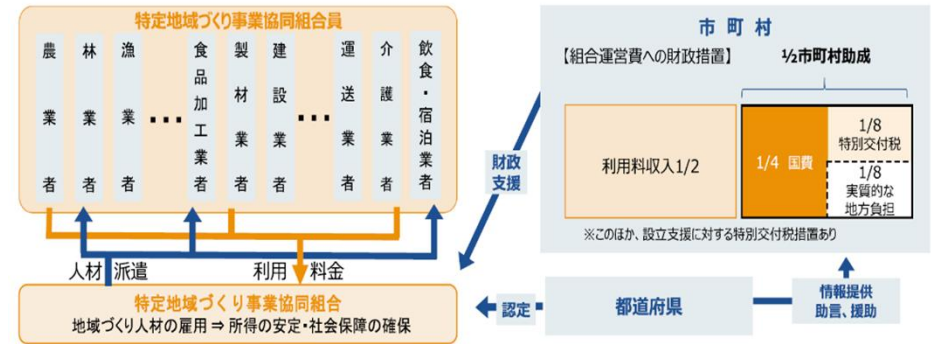 特定地域づくり事業協同組合員
農業者
林業者
漁業者
•••
食品加工業者
製材業者
建設業者
•••
運送業者
介護業者
飲食・宿泊業者
人材 派遣
利用 料金
特定地域づくり事業協同組合
地域づくり人材の雇用 ⇒ 所得の安定・社会保障の確保
財政
支援
市 町 村
【組合運営費への財政措置】
½市町村助成
利用料収入1/2
1/4 国費
1/8
特別交付税
1/8
実質的な
地方負担
※このほか、設立支援に対する特別交付税措置あり
認定
都道府県
情報提供
助言、援助